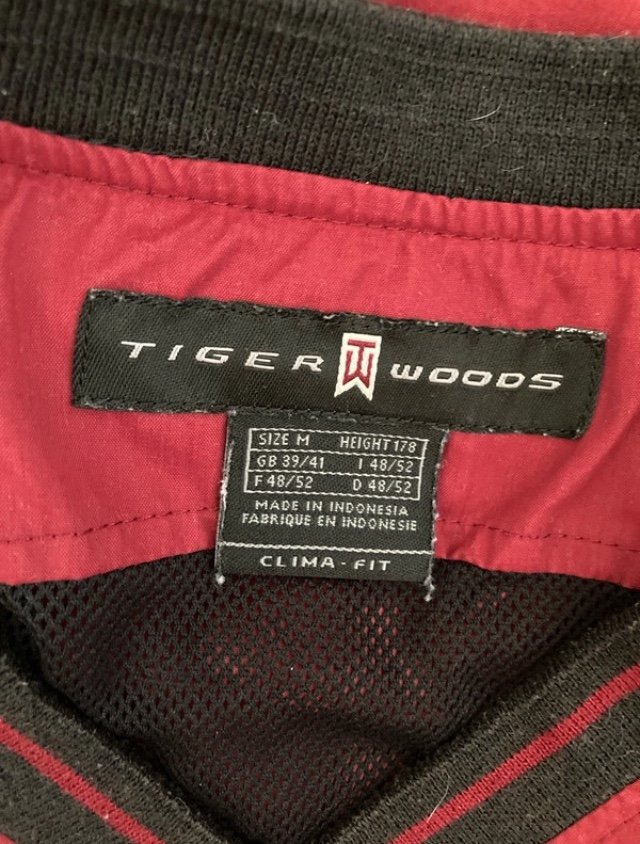 TIGER TW WOODS
SIZE M HEIGHT 178
GB 39/41 I 48/52
F 48/52 D 48/52
MADE IN INDONESIA
FABRIQUE EN INDONESIE
CLIMA-FIT